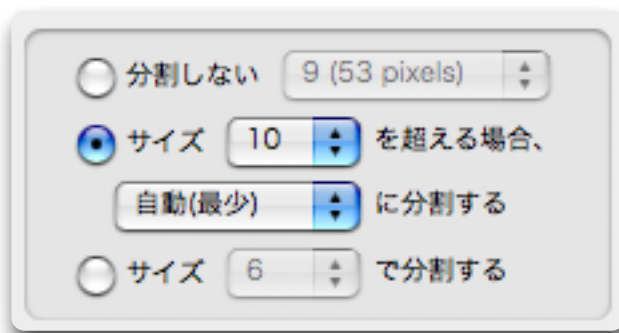 分割しない 9 (53 pixels)
サイズ 10 を超える場合、
自動(最少) に分割する
サイズ 6 で分割する